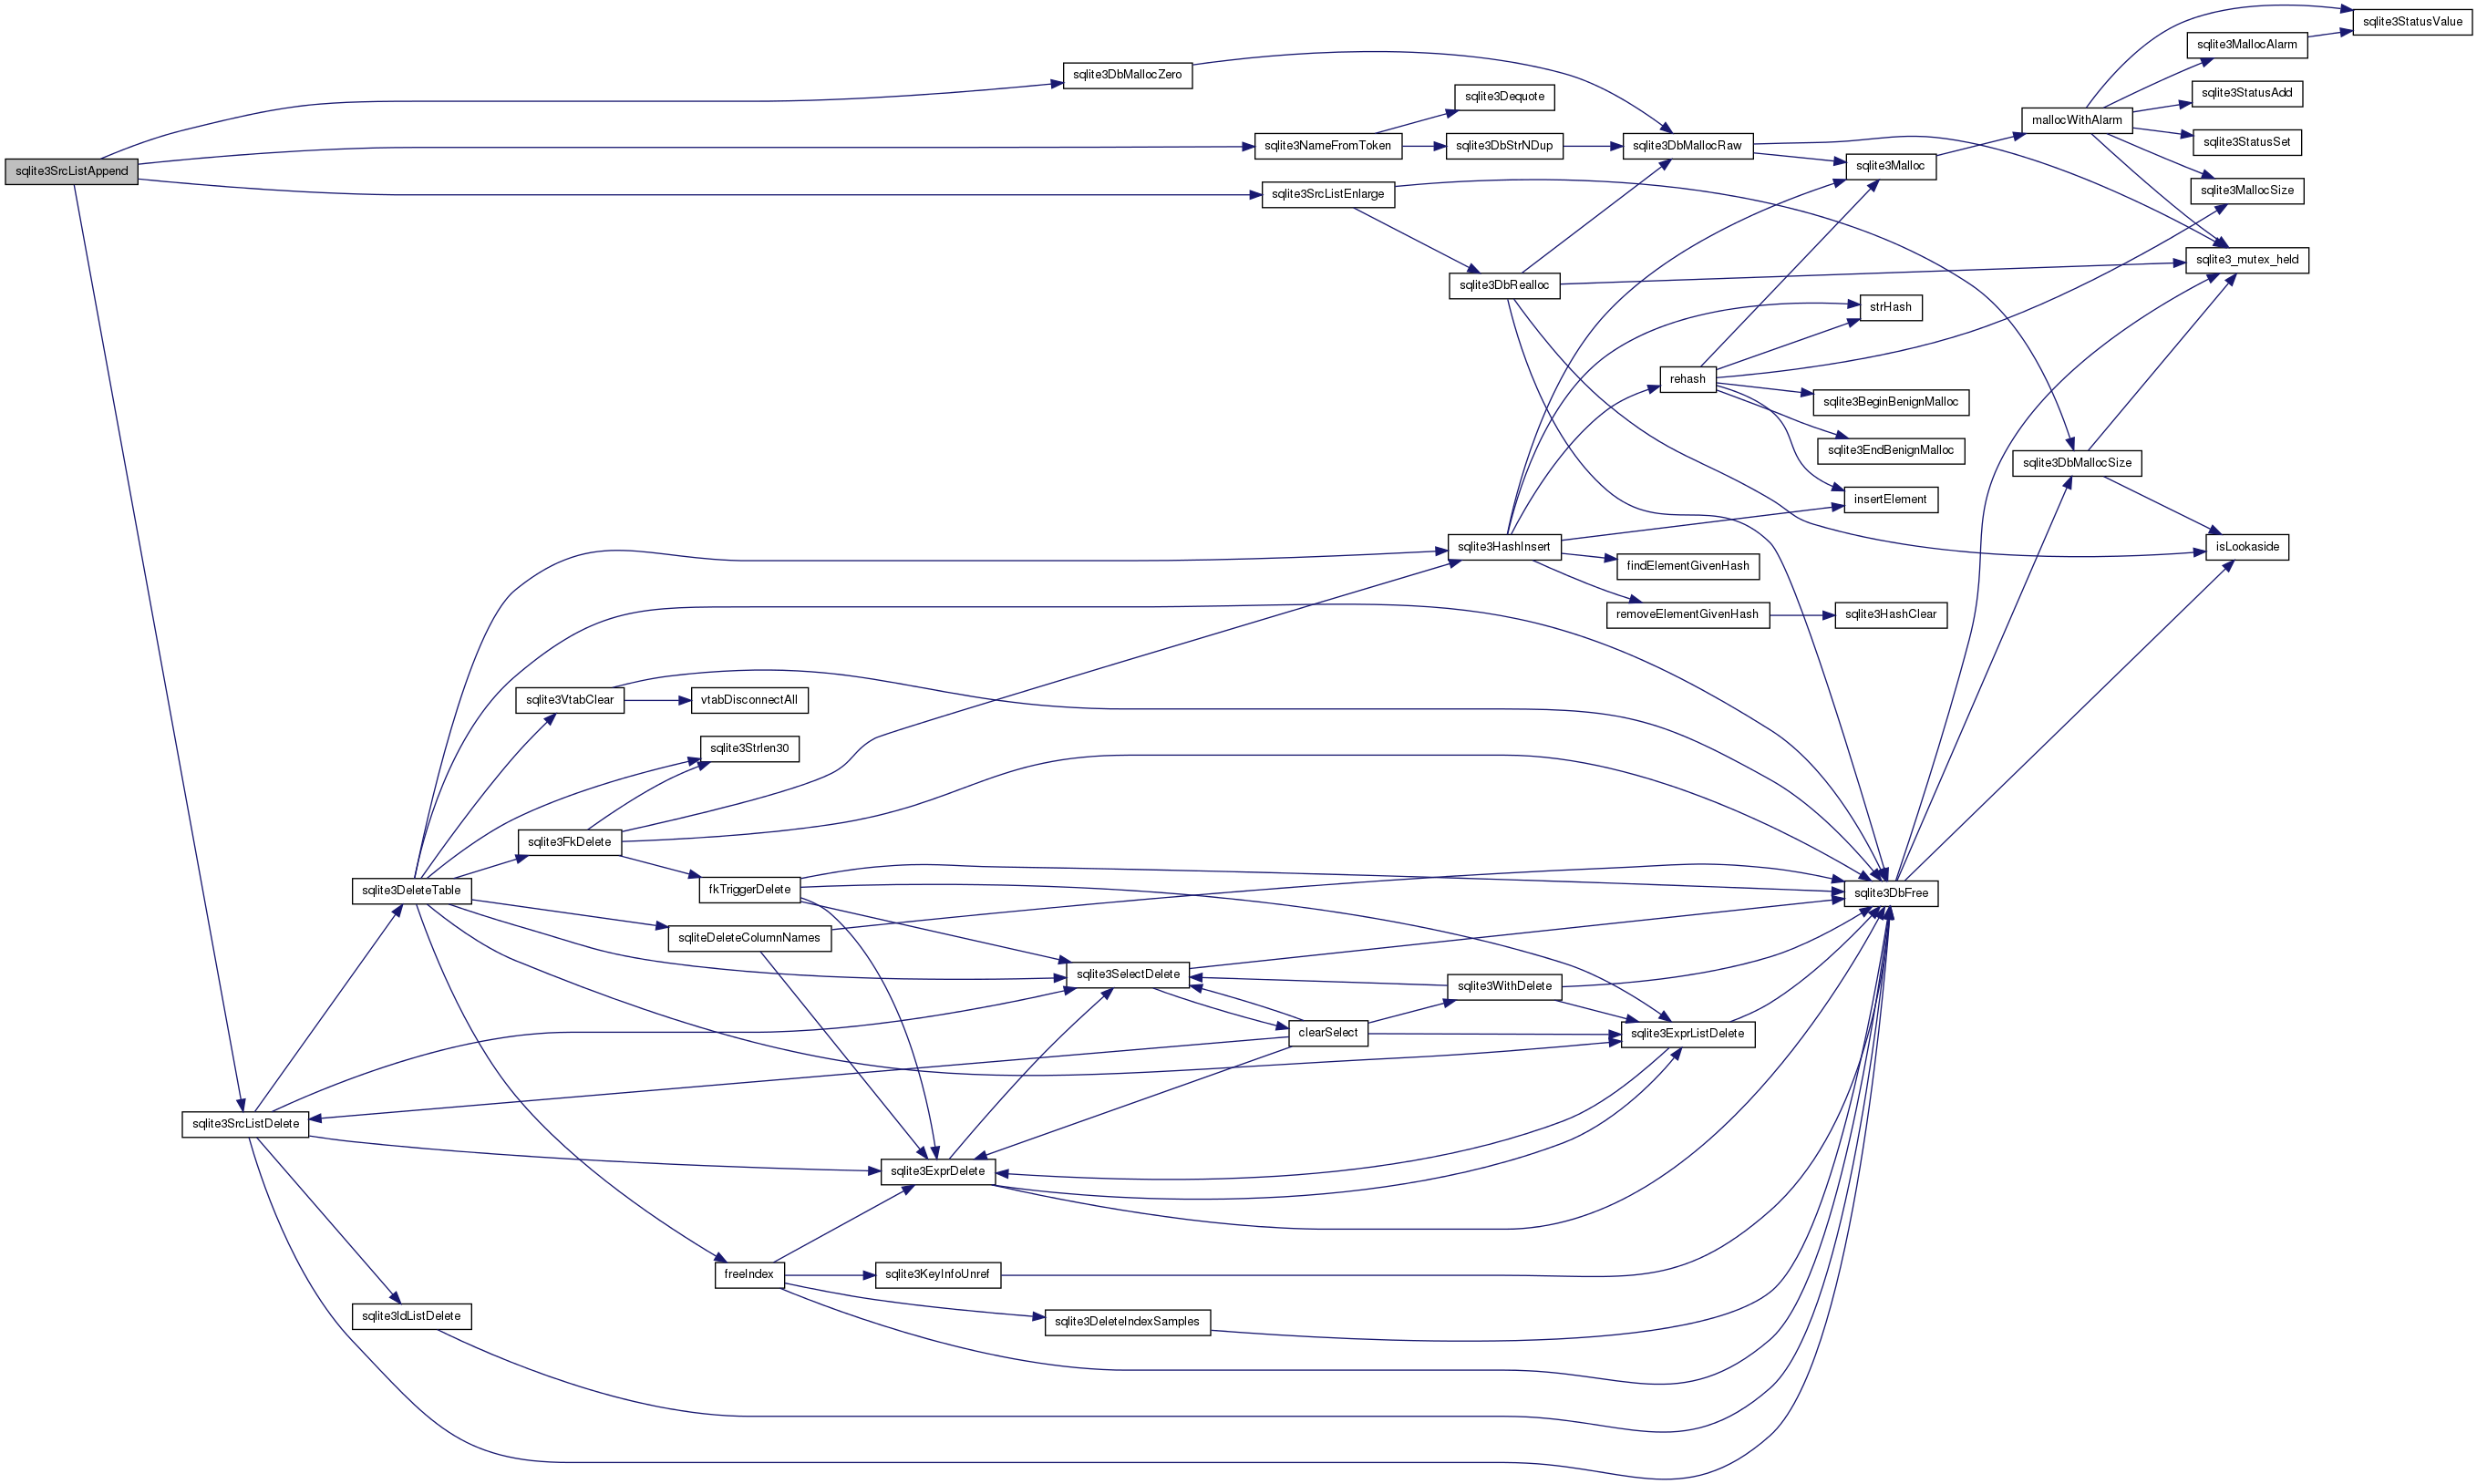 sqlite3StatusValue
sqlite3MallocAlarm
sqlite3DbMallocZero
sqlite3StatusAdd
sqlite3Dequote
mallocWithAlarm
sqlite3StatusSet
sqlite3NameFromToken
sqlite3DbStrNDup
sqlite3DbMallocRaw
sqlite3Malloc
sqlite3SrcListAppend
sqlite3MallocSize
sqlite3SrcListEnlarge
sqlite3_mutex_held
sqlite3DbRealloc
strHash
rehash
sqlite3BeginBenignMalloc
sqlite3EndBenignMalloc
sqlite3DbMallocSize
insertElement
sqlite3HashInsert
isLookaside
findElementGivenHash
removeElementGivenHash
sqlite3HashClear
sqlite3VtabClear
vtabDisconnectAll
sqlite3Strlen30
sqlite3FkDelete
sqlite3DeleteTable
fkTriggerDelete
sqlite3DbFree
sqliteDeleteColumnNames
sqlite3SelectDelete
sqlite3WithDelete
clearSelect
sqlite3ExprListDelete
sqlite3SrcListDelete
sqlite3ExprDelete
freeIndex
sqlite3KeyInfoUnref
sqlite3IdListDelete
sqlite3DeleteIndexSamples